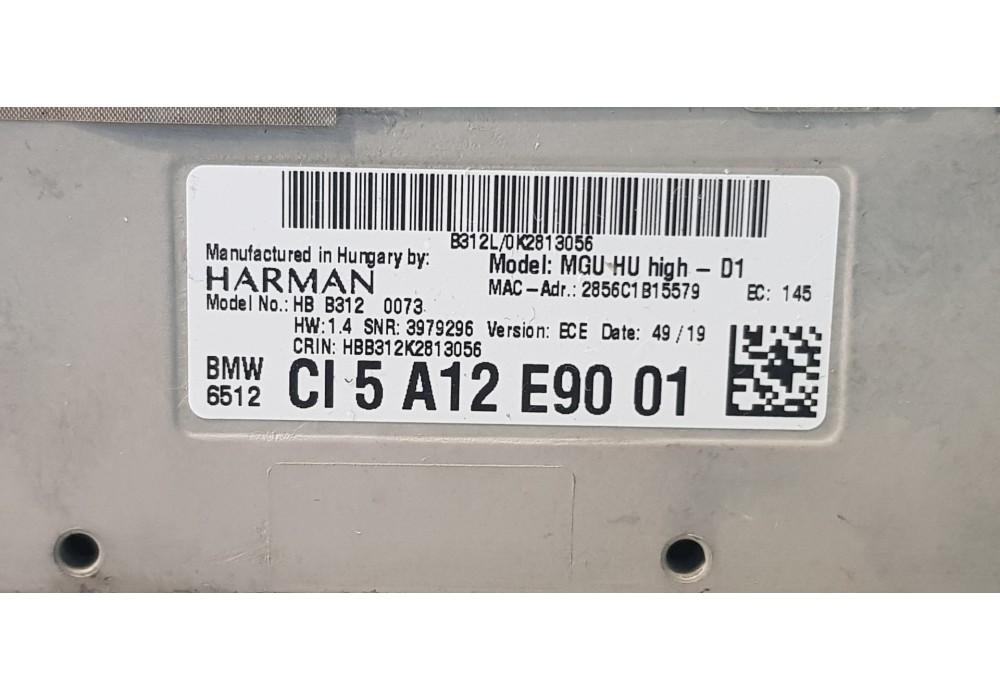 B312L/0K2813056
Manufactured in Hungary by:
HARMAN
Model: MGU-HU high - D1
MAC-Adr.: 2856C1B15579 EC: 145
Model No.: HB B312 0073
HW: 1.4 SNR: 3979296 Version: ECE Date: 49/19
CRIN: HBB312K2813056
BMW
6512
CI 5 A12 E90 01